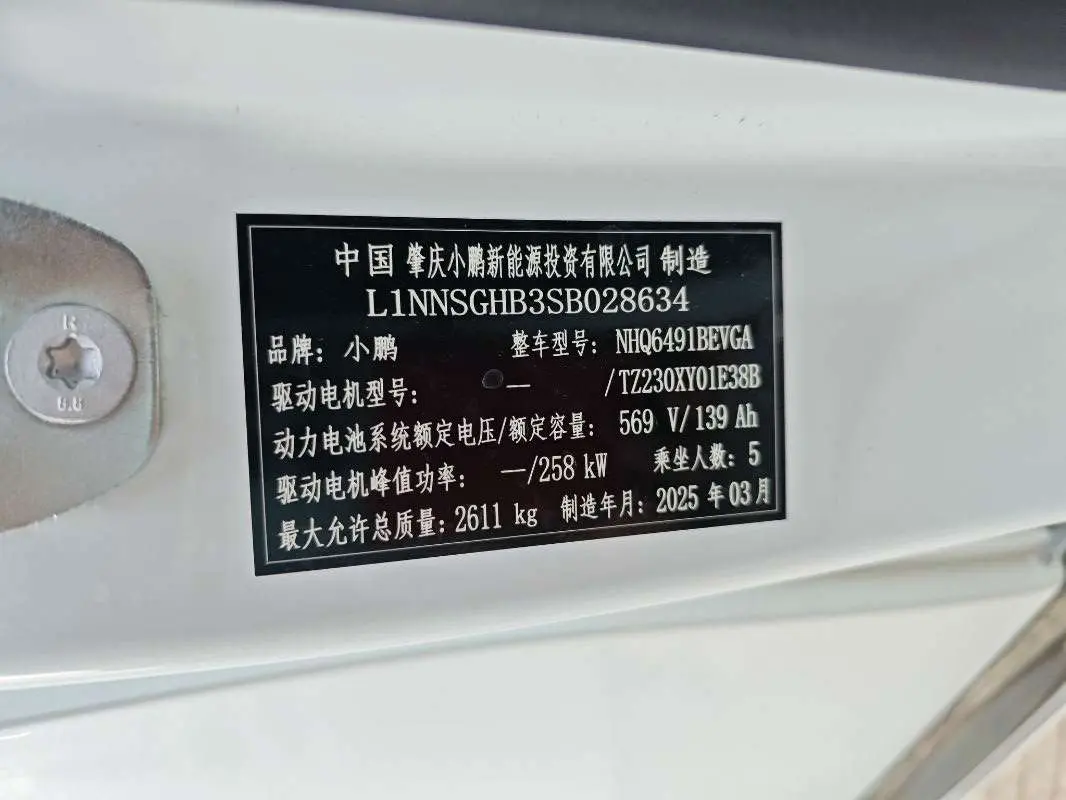 中国 肇庆小鹏新能源投资有限公司 制造
L1NNSGHB3SB028634
品牌：小鹏 整车型号：NHQ6491BEVGA
驱动电机型号： —/TZ230XY01E38B
动力电池系统额定电压/额定容量：569 V/139 Ah
驱动电机峰值功率： —/258 kW 乘坐人数：5
最大允许总质量：2611 kg 制造年月：2025 年 03 月
R
6.6